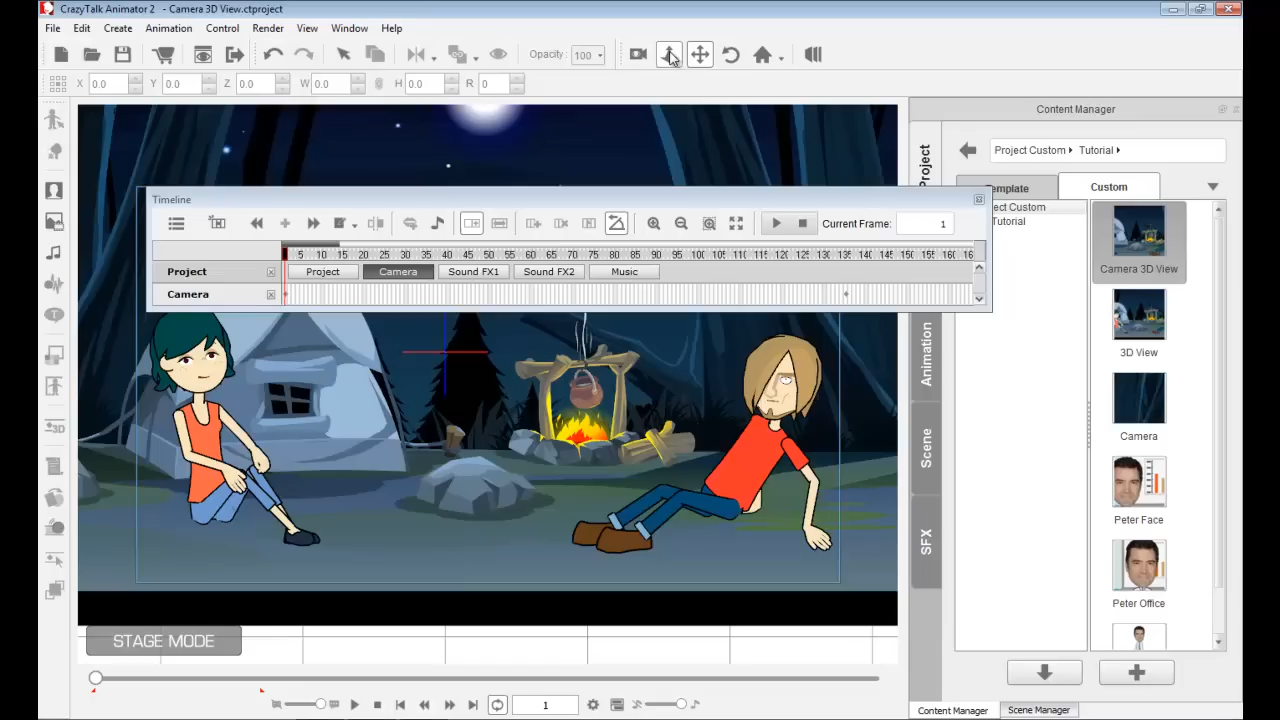 CrazyTalk Animator 2 - Camera 3D View.ctproject
File Edit Create Animation Control Render View Window Help
Opacity: 100
X 0.0 Y 0.0 Z 0.0 W 0.0 H 0.0 R 0
Content Manager
Project Custom Tutorial
Custom
Project
Animation
Scene
SFX
Tutorial
Camera 3D View
3D View
Camera
Peter Face
Peter Office
Timeline
Current Frame: 1
5 10 15 20 25 30 35 40 45 50 55 60 65 70 75 80 85 90 95 100
Project Project Camera Sound FX1 Sound FX2 Music
Camera
STAGE MODE
1
3D
Content Manager Scene Manager